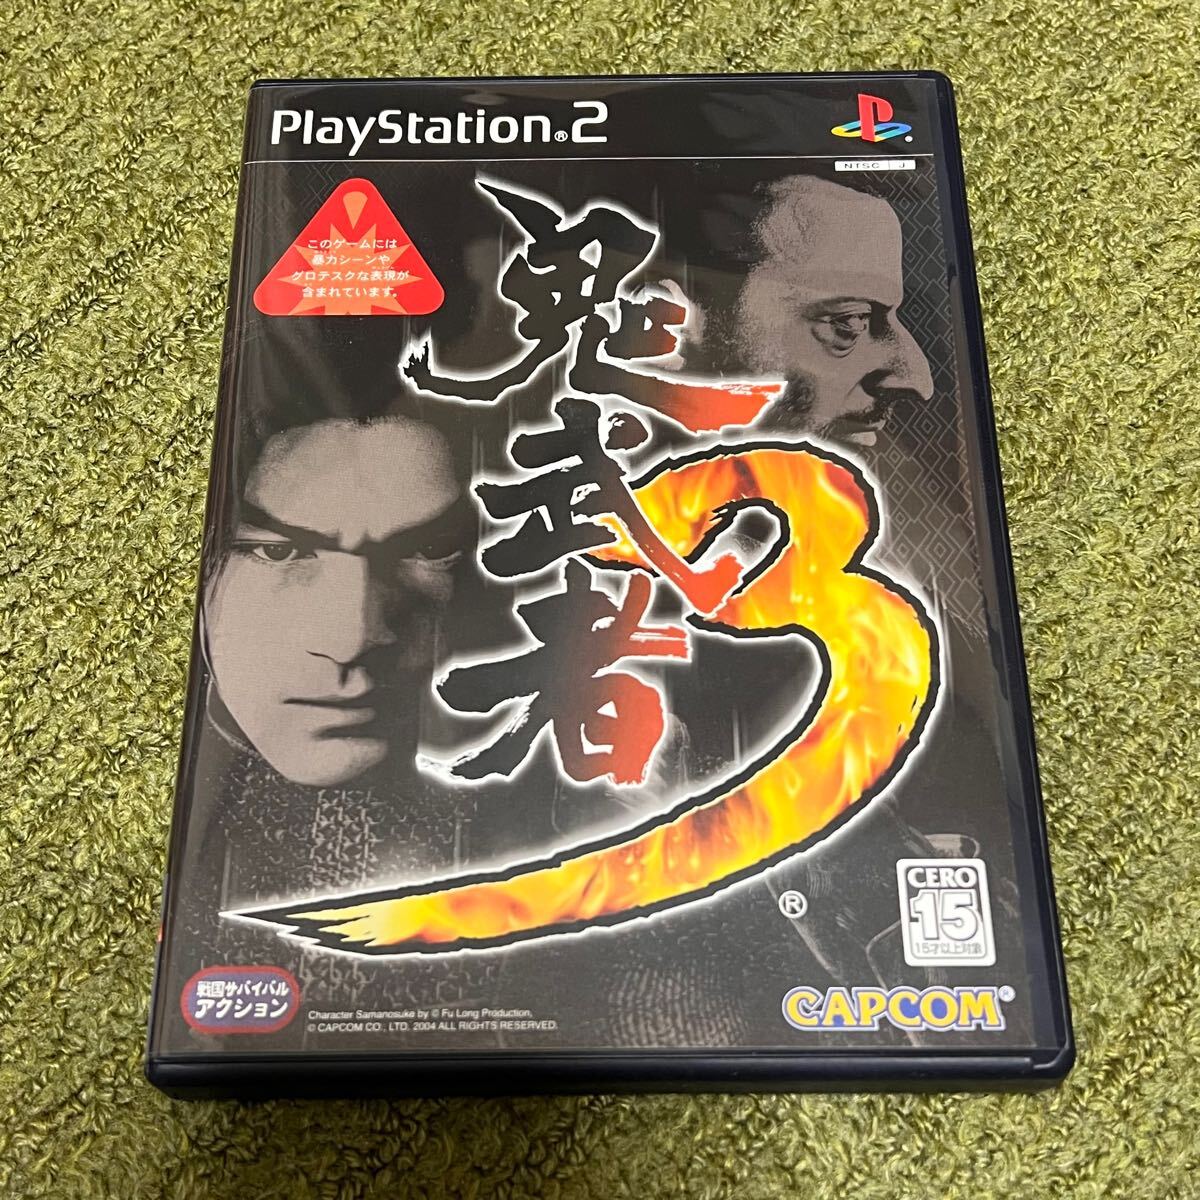 PlayStation®2
NTSC J
このゲームには
暴力シーンや
グロテスクな表現が
含まれています。
鬼武者3
®
CERO
15
15才以上対象
戦国サバイバル
アクション
Character Samanosuke by © Fu Long Production,
© CAPCOM CO., LTD. 2004 ALL RIGHTS RESERVED.
CAPCOM®